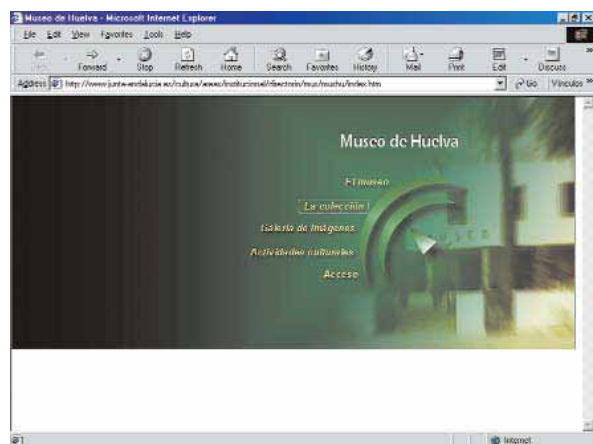 Museo de Huelva - Microsoft Internet Explorer
File Edit View Favorites Tools Help
Forward Stop Refresh Home Search Favorites History Mail Print Edit Discuss
Address Go Vínculos
Museo de Huelva
El museo
La colección
Galería de Imágenes
Actividades culturales
Acceso
Internet